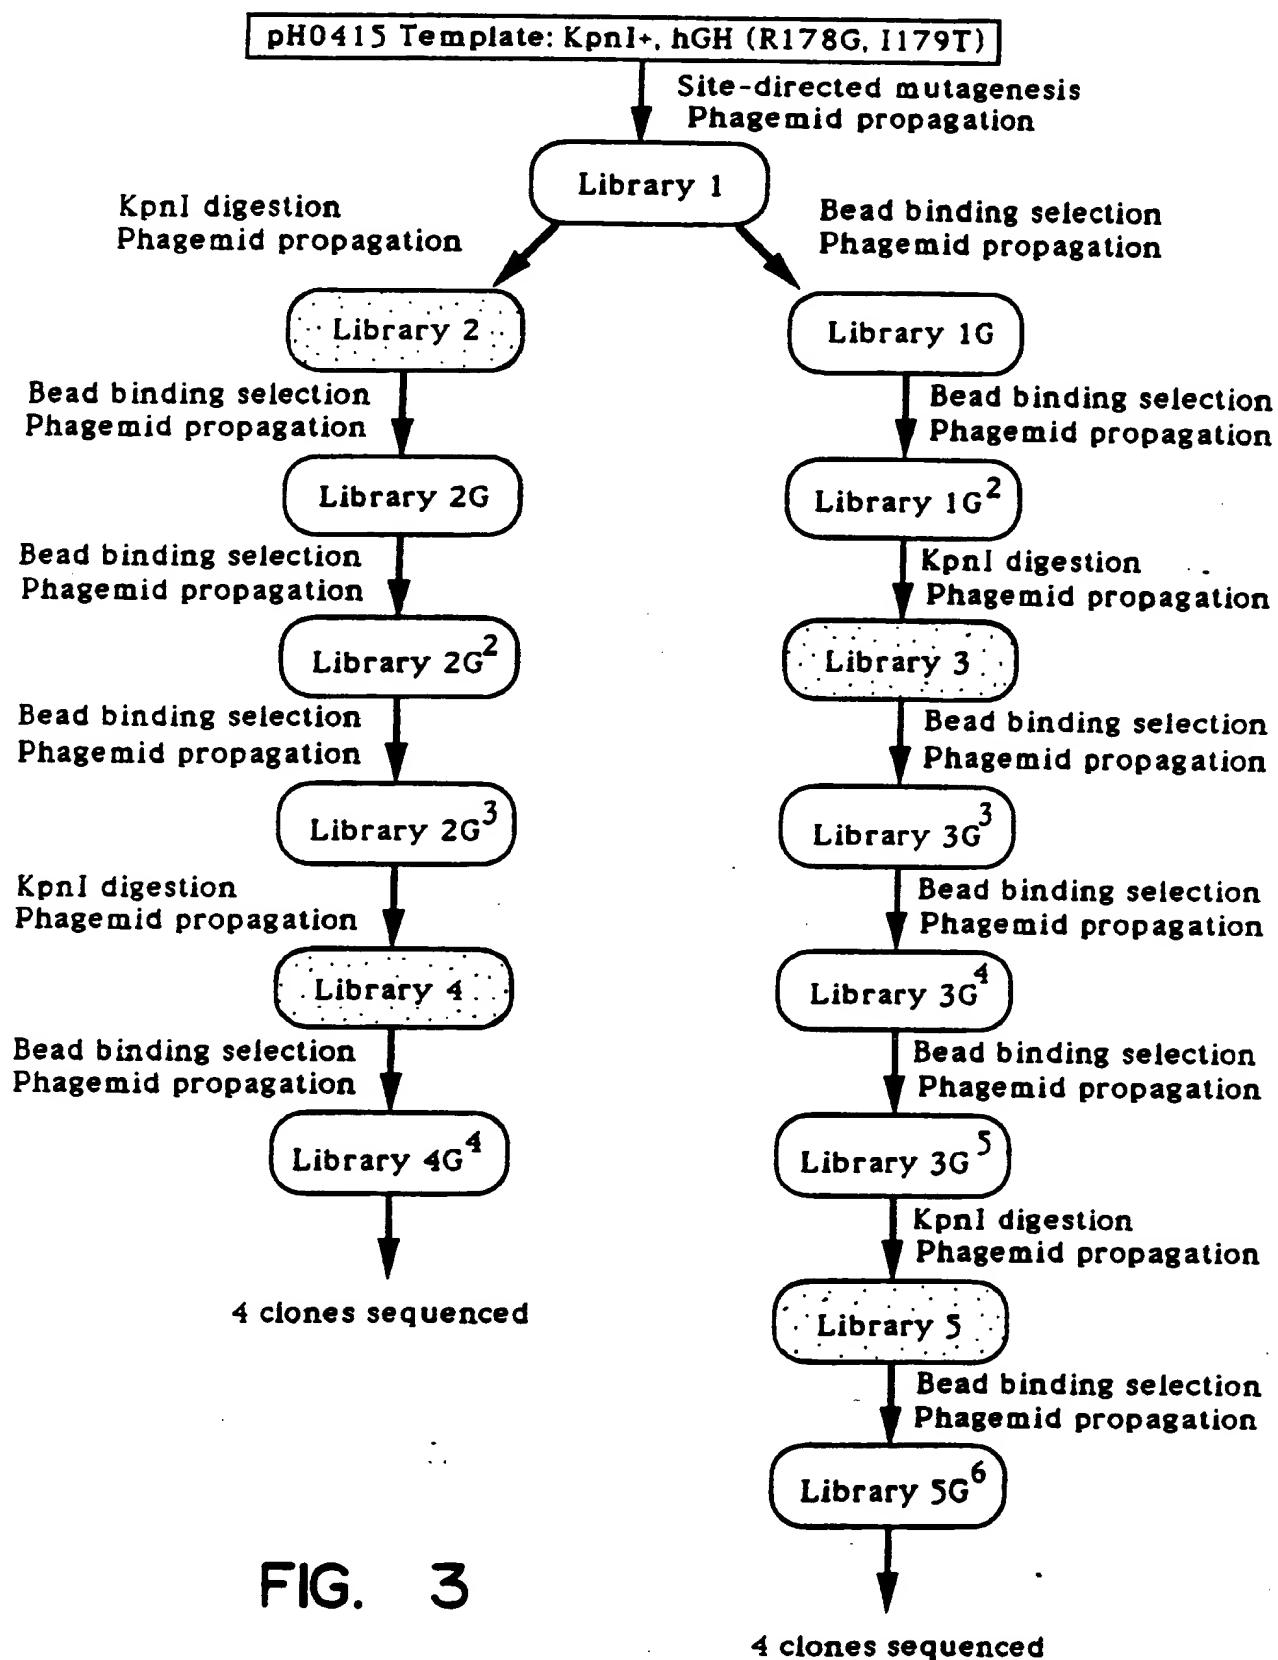 pH0415 Template: KpnI+, hGH (R178G, I179T)
Site-directed mutagenesis
Phagemid propagation
Library 1
KpnI digestion
Phagemid propagation
Bead binding selection
Phagemid propagation
Library 2
Library 1G
Bead binding selection
Phagemid propagation
Bead binding selection
Phagemid propagation
Library 2G
Library 1G²
Bead binding selection
Phagemid propagation
KpnI digestion
Phagemid propagation
Library 2G²
Library 3
Bead binding selection
Phagemid propagation
Bead binding selection
Phagemid propagation
Library 2G³
Library 3G³
KpnI digestion
Phagemid propagation
Bead binding selection
Phagemid propagation
Library 4
Library 3G⁴
Bead binding selection
Phagemid propagation
Bead binding selection
Phagemid propagation
Library 4G⁴
Library 3G⁵
KpnI digestion
Phagemid propagation
4 clones sequenced
Library 5
Bead binding selection
Phagemid propagation
Library 5G⁶
FIG. 3
4 clones sequenced